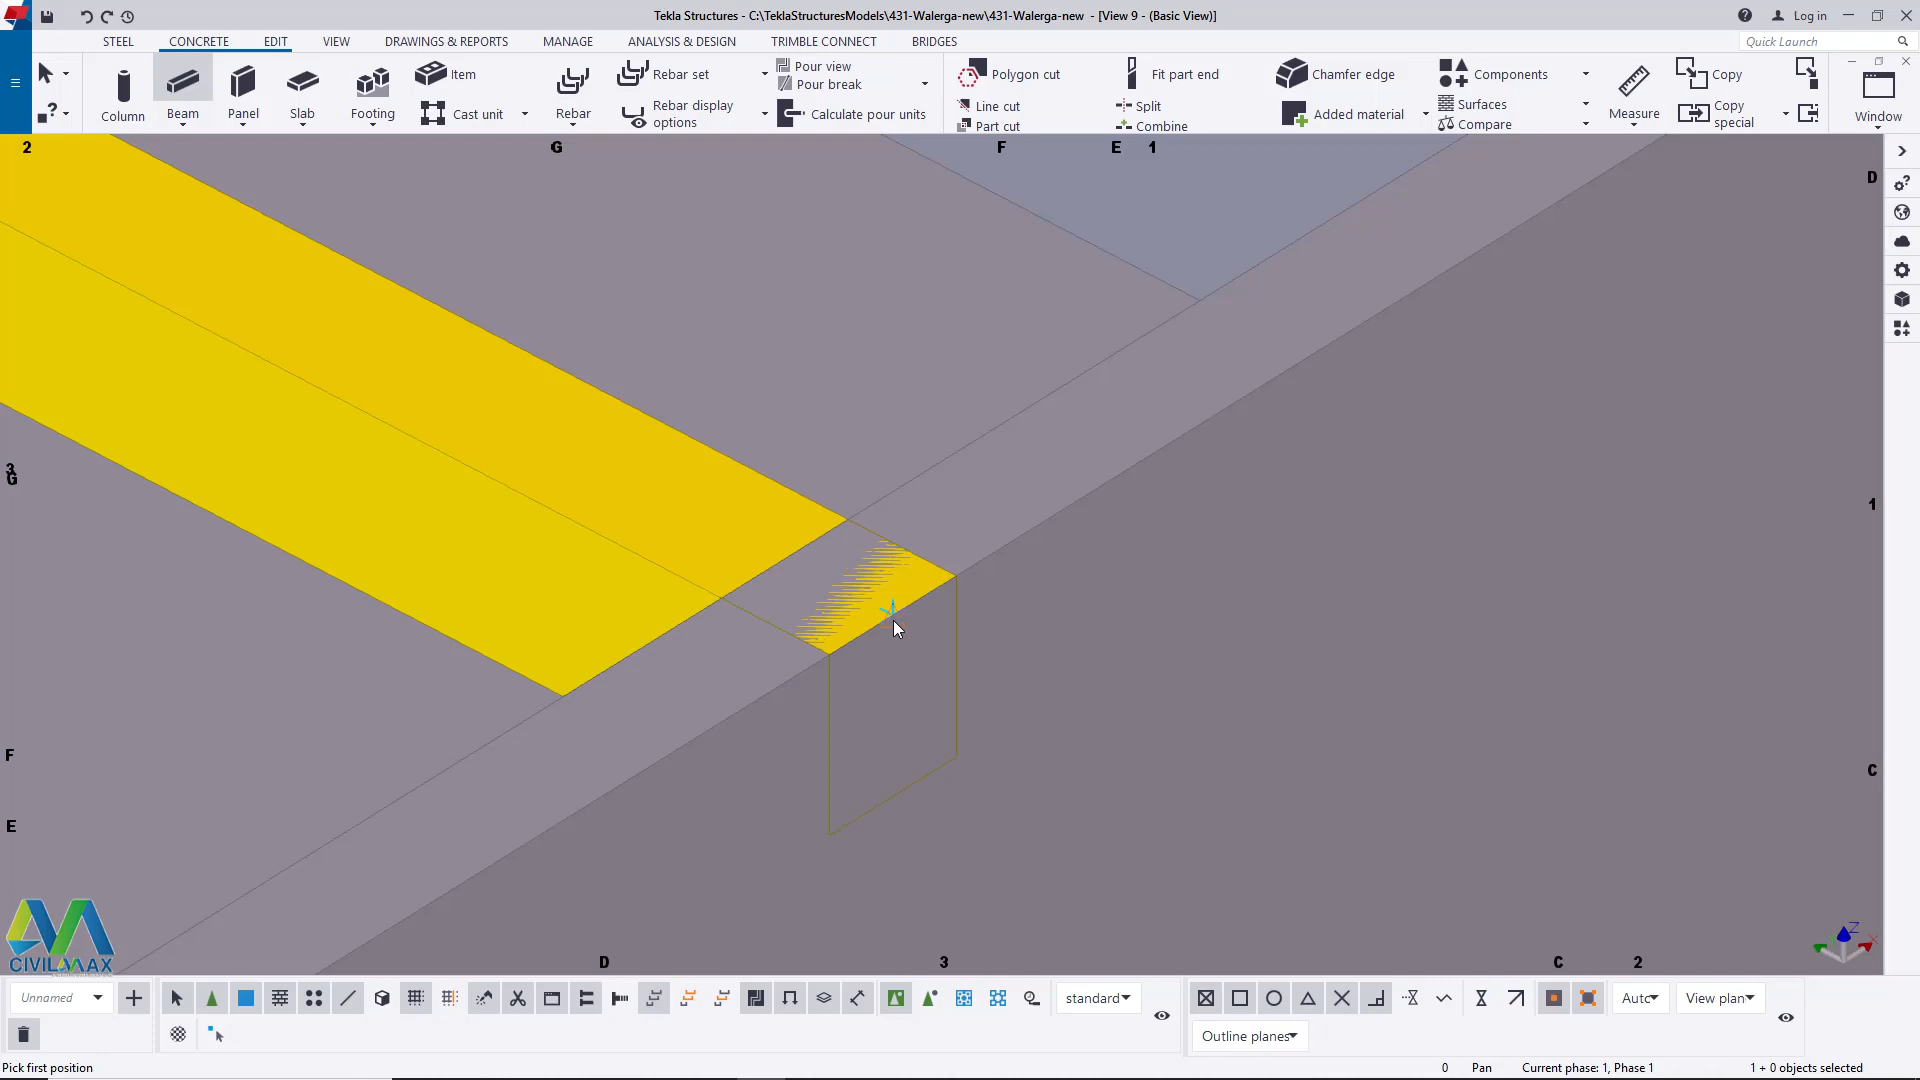 Tekla Structures - C:\TeklaStructuresModels\431-Walerga-new\431-Walerga-new - [View 9 - (Basic View)]
Log in
STEEL CONCRETE EDIT VIEW DRAWINGS & REPORTS MANAGE ANALYSIS & DESIGN TRIMBLE CONNECT BRIDGES
Quick Launch
Column
Beam
Panel
Slab
Footing
Item
Cast unit
Rebar
Rebar set
Rebar display
options
Pour view
Pour break
Calculate pour units
Polygon cut
Line cut
Part cut
Fit part end
Split
Combine
Chamfer edge
Added material
Components
Surfaces
Compare
Measure
Copy
Copy
special
Window
2 G F E 1
D
3
G
1
F
C
E
CIVILMAX
D 3 C 2
Z
X
Unnamed
standard
Auto
View plan
Outline planes
Pick first position
0 Pan Current phase: 1, Phase 1 1 + 0 objects selected